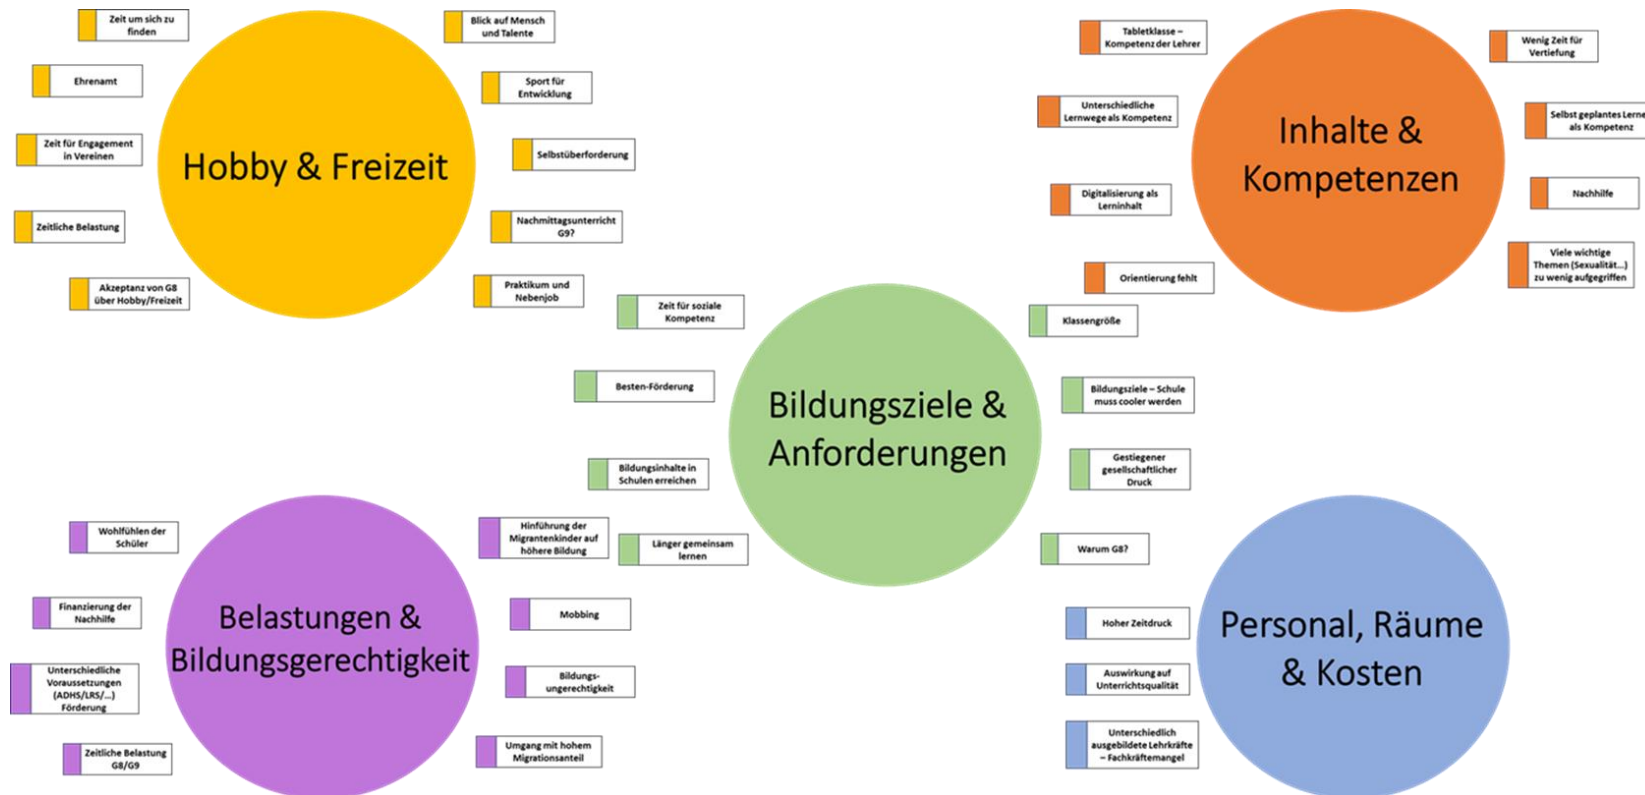 Zeit um sich zu
finden
Ehrenamt
Zeit für Engagement
in Vereinen
Zeitliche Belastung
Akzeptanz von G8
über Hobby/Freizeit
Hobby & Freizeit
Blick auf Mensch
und Talente
Sport für
Entwicklung
Selbstüberforderung
Nachmittagsunterricht
G9?
Praktikum und
Nebenjob
Tabletklasse –
Kompetenz der Lehrer
Unterschiedliche
Lernwege als Kompetenz
Digitalisierung als
Lerninhalt
Orientierung fehlt
Inhalte &
Kompetenzen
Wenig Zeit für
Vertiefung
Selbst geplantes Lerne
als Kompetenz
Nachhilfe
Viele wichtige
Themen (Sexualität...)
zu wenig aufgegriffen
Zeit für soziale
Kompetenz
Besten-Förderung
Bildungsinhalte in
Schulen erreichen
Länger gemeinsam
lernen
Bildungsziele &
Anforderungen
Klassengröße
Bildungsziele – Schule
muss cooler werden
Gestiegener
gesellschaftlicher
Druck
Warum G8?
Wohlfühlen der
Schüler
Finanzierung der
Nachhilfe
Unterschiedliche
Voraussetzungen
(ADHS/LRS/...)
Förderung
Zeitliche Belastung
G8/G9
Belastungen &
Bildungsgerechtigkeit
Hinführung der
Migrantenkinder auf
höhere Bildung
Mobbing
Bildungs-
ungerechtigkeit
Umgang mit hohem
Migrationsanteil
Hoher Zeitdruck
Auswirkung auf
Unterrichtsqualität
Unterschiedlich
ausgebildete Lehrkräfte
– Fachkräftemangel
Personal, Räume
& Kosten